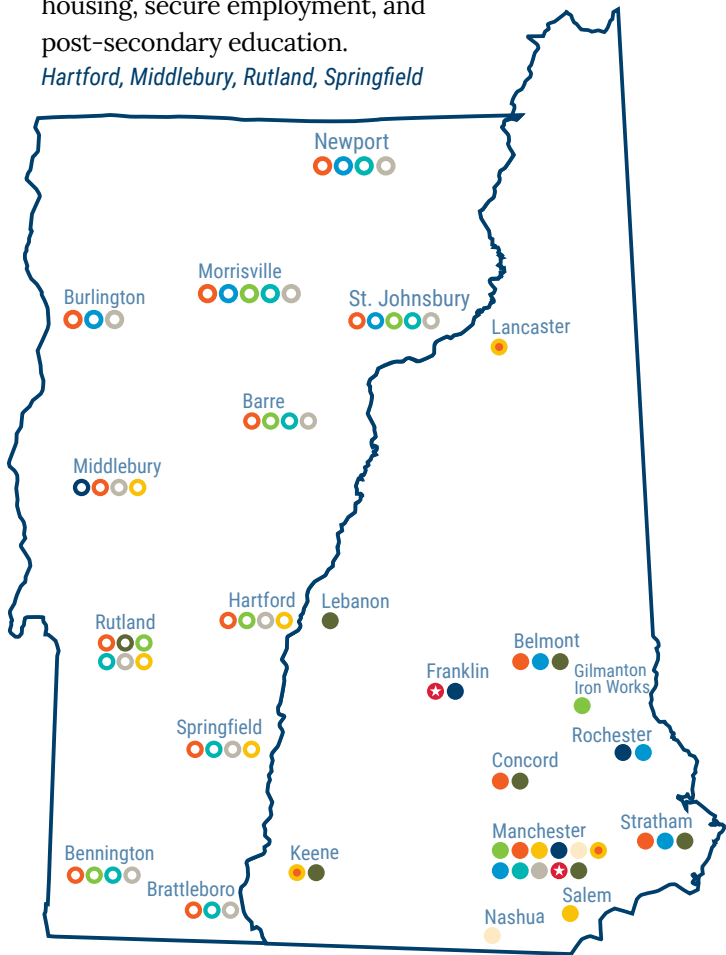 housing, secure employment, and
post-secondary education.
Hartford, Middlebury, Rutland, Springfield
Newport
Morrisville
Burlington
St. Johnsbury
Lancaster
Barre
Middlebury
Hartford
Lebanon
Rutland
Belmont
Franklin
Gilmanton
Iron Works
Springfield
Rochester
Concord
Stratham
Manchester
Bennington
Keene
Brattleboro
Salem
Nashua